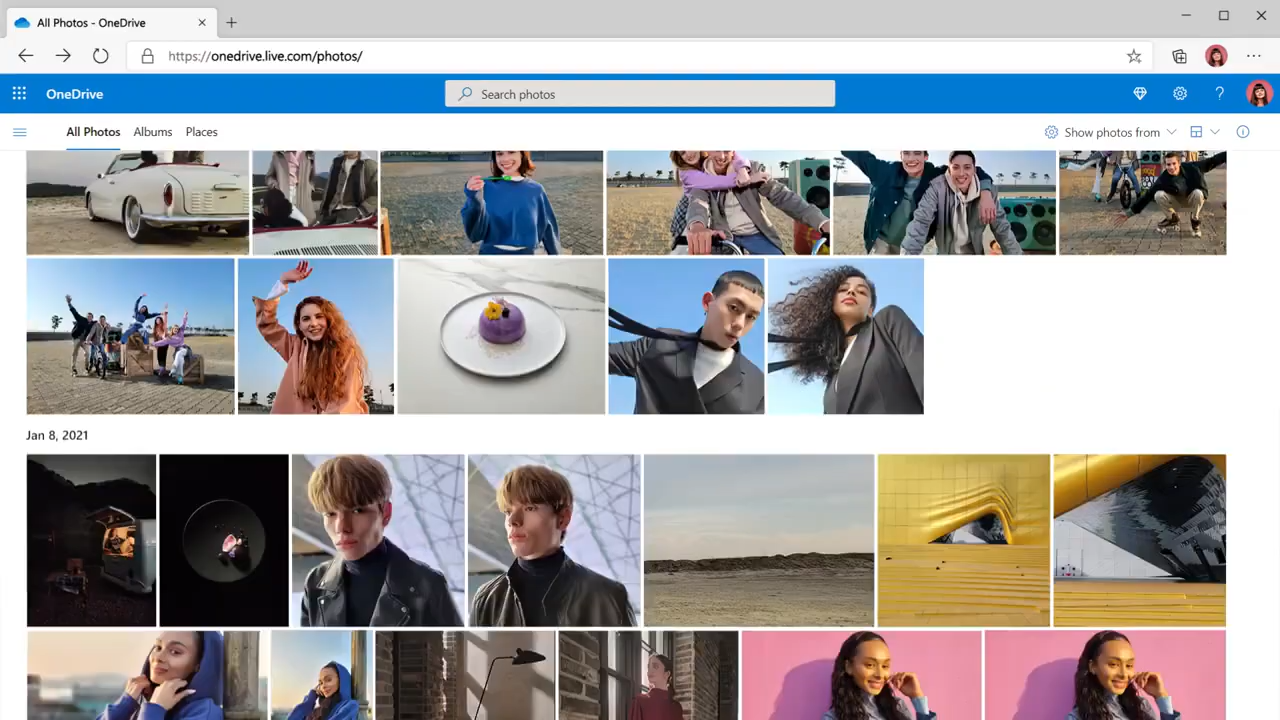 All Photos - OneDrive
https://onedrive.live.com/photos/
OneDrive
Search photos
?
All Photos Albums Places
Show photos from
Jan 8, 2021